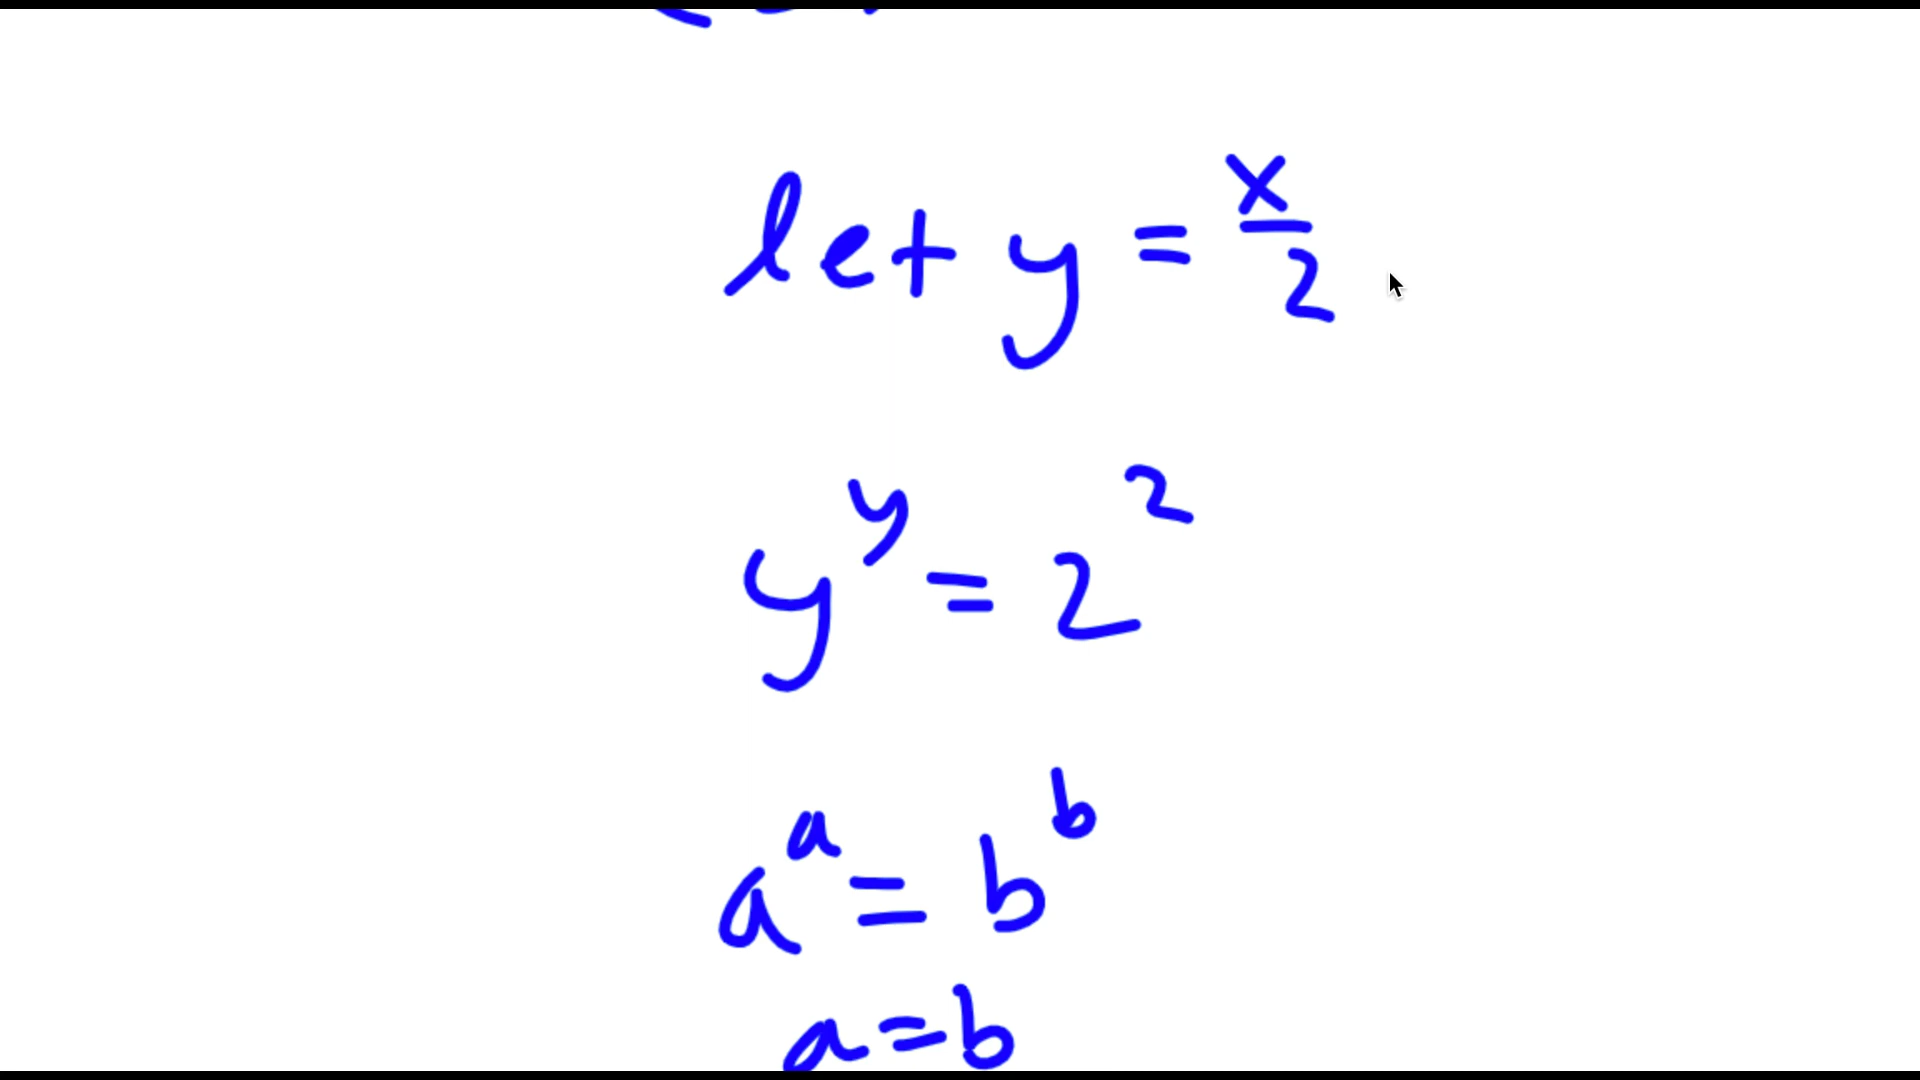 let y = x/2
y^y = 2^2
a^a = b^b
a = b